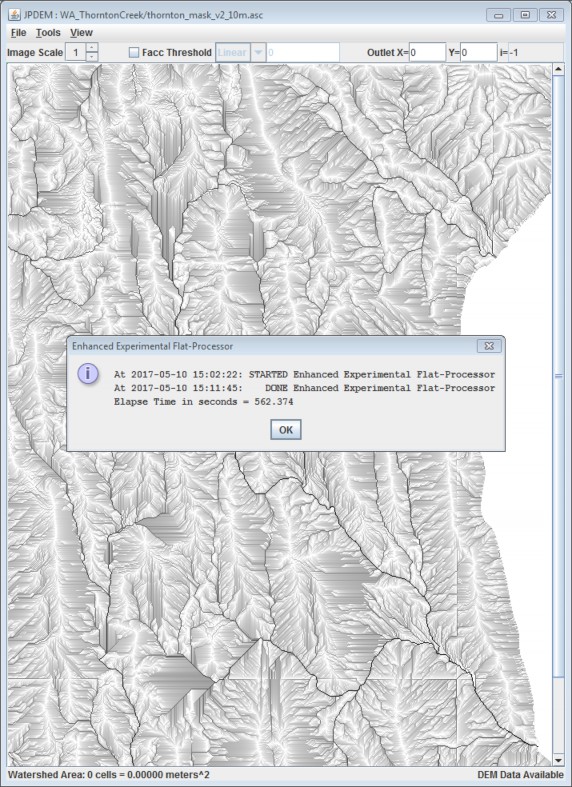 JPDEM : WA_ThorntonCreek/thornton_mask_v2_10m.asc
File Tools View
Image Scale 1 Facc Threshold Linear 0 Outlet X= 0 Y= 0 i= -1
Enhanced Experimental Flat-Processor
i
At 2017-05-10 15:02:22: STARTED Enhanced Experimental Flat-Processor
At 2017-05-10 15:11:45: DONE Enhanced Experimental Flat-Processor
Elapse Time in seconds = 562.374
OK
Watershed Area: 0 cells = 0.00000 meters^2 DEM Data Available